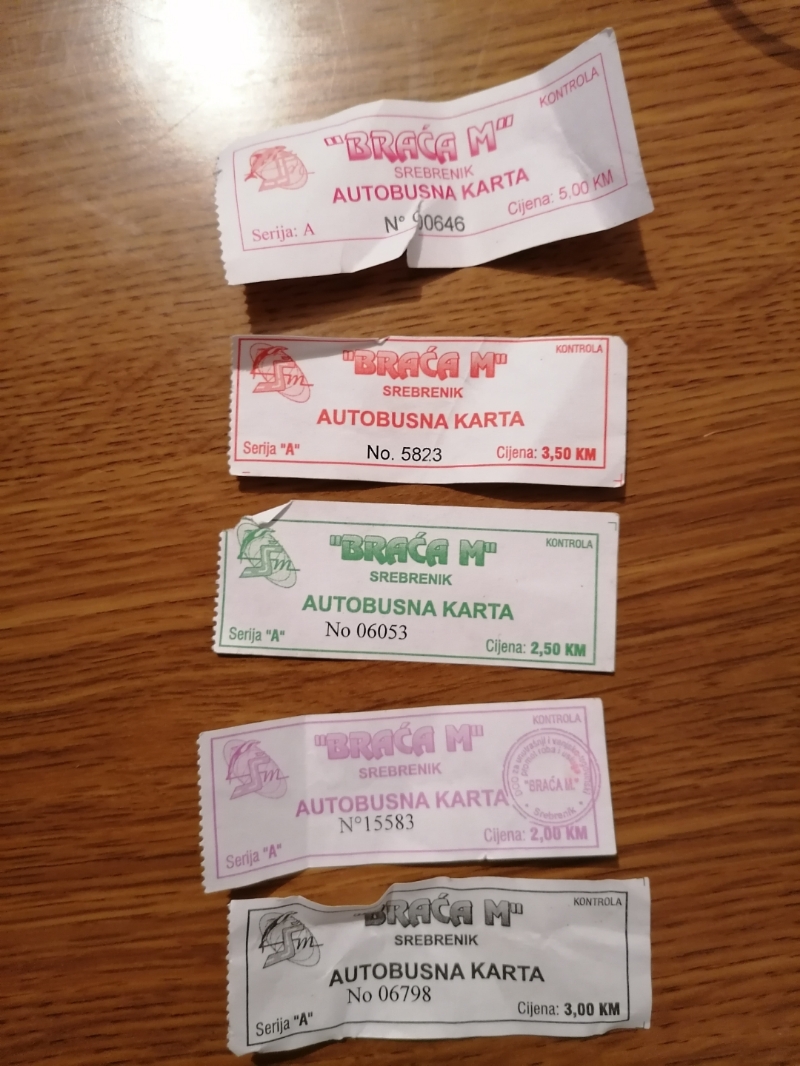 KONTROLA
"BRAĆA M"
SREBRENIK
AUTOBUSNA KARTA
Cijena: 5,00 KM
Serija: A
N° 00646
KONTROLA
"BRAĆA M"
SREBRENIK
AUTOBUSNA KARTA
Serija "A"
No. 5823
Cijena: 3,50 KM
KONTROLA
"BRAĆA M"
SREBRENIK
AUTOBUSNA KARTA
Serija "A"
No 06053
Cijena: 2,50 KM
KONTROLA
"BRAĆA M"
SREBRENIK
AUTOBUSNA KARTA
N°15583
Serija "A"
Cijena: 2,00 KM
"BRAĆA M"
Srebrenik
KONTROLA
"BRAĆA M"
SREBRENIK
AUTOBUSNA KARTA
No 06798
Serija "A"
Cijena: 3,00 KM